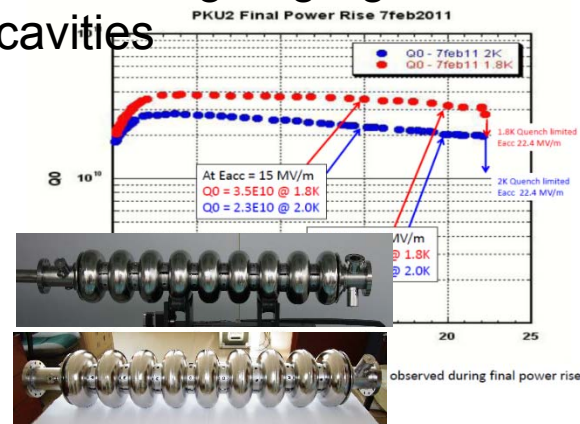 cavities
PKU2 Final Power Rise 7feb2011
Q0 - 7feb11 2K
Q0 - 7feb11 1.8K
1.8K Quench limited
Eacc 22.4 MV/m
2K Quench limited
Eacc 22.4 MV/m
Q0
10¹⁰
At Eacc = 15 MV/m
Q0 = 3.5E10 @ 1.8K
Q0 = 2.3E10 @ 2.0K
MV/m
@ 1.8K
@ 2.0K
20
25
observed during final power rise